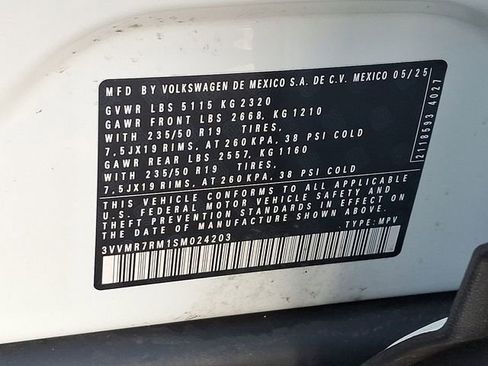 MFD BY VOLKSWAGEN DE MEXICO S.A. DE C.V. MEXICO 05/25
GVWR LBS 5115 KG 2320
GAWR FRONT LBS 2668, KG 1210
WITH 235/50 R19 TIRES,
7,5JX19 RIMS, AT 260 KPA, 38 PSI COLD
GAWR REAR LBS 2557, KG 1160
WITH 235/50 R19 TIRES,
7,5JX19 RIMS, AT 260 KPA, 38 PSI COLD
THIS VEHICLE CONFORMS TO ALL APPLICABLE
U.S. FEDERAL MOTOR VEHICLE SAFETY
STANDARDS IN EFFECT ON THE DATE
OF MANUFACTURE SHOWN ABOVE.
3VVMR7RM1SM024203 TYPE: MPV
2118593 4027